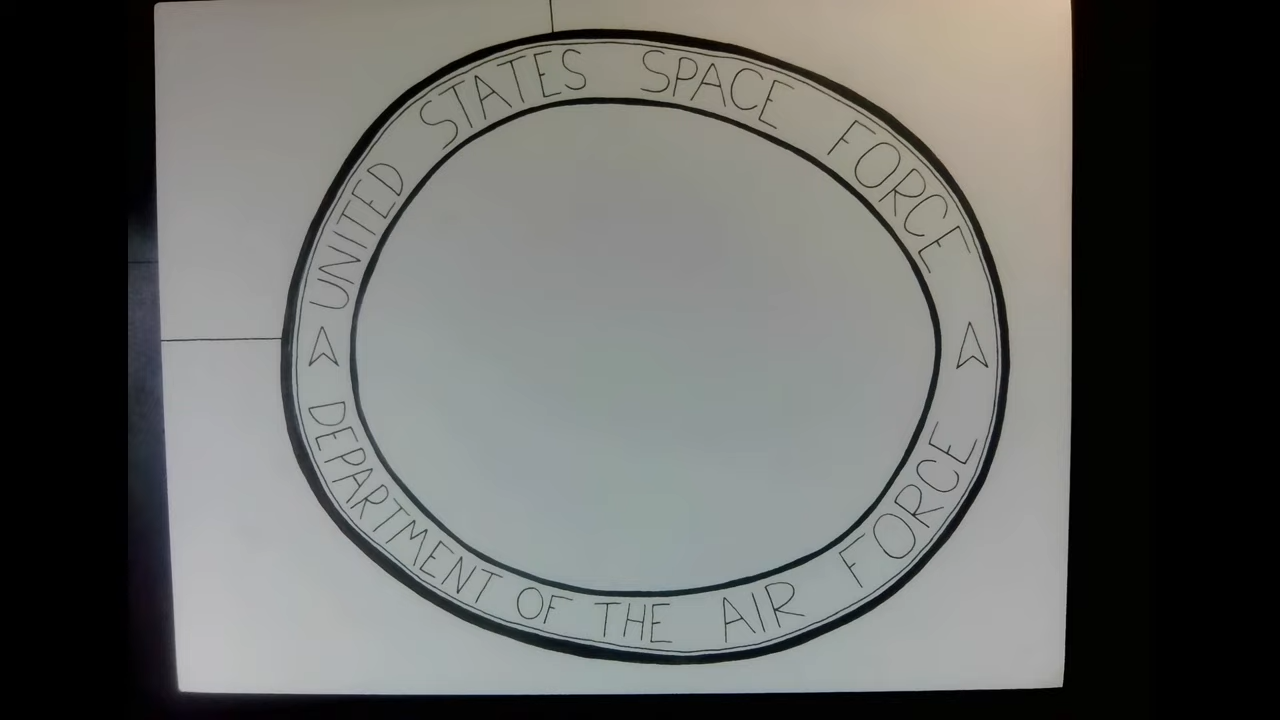 UNITED STATES SPACE FORCE
DEPARTMENT OF THE AIR FORCE